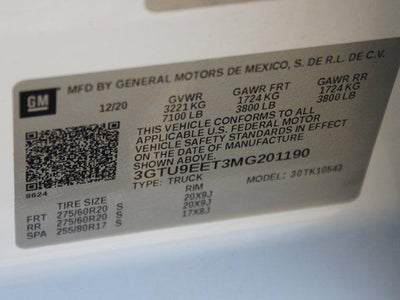 MFD BY GENERAL MOTORS DE MEXICO, S. DE R.L. DE C.V.
GM
12/20 GVWR GAWR FRT GAWR RR
3221KG 1724 KG 1724 KG
7100 LB 3800 LB 3800 LB
THIS VEHICLE CONFORMS TO ALL
APPLICABLE U.S. FEDERAL MOTOR
VEHICLE SAFETY STANDARDS IN EFFECT
ON THE DATE OF MANUFACTURE
SHOWN ABOVE.
3GTU9EET3MG201190
TYPE: TRUCK MODEL: 30TK10543
8624
TIRE SIZE RIM
FRT 275/60R20 S 20X9J
RR 275/60R20 S 20X9J
SPA 255/80R17 S 17X8J